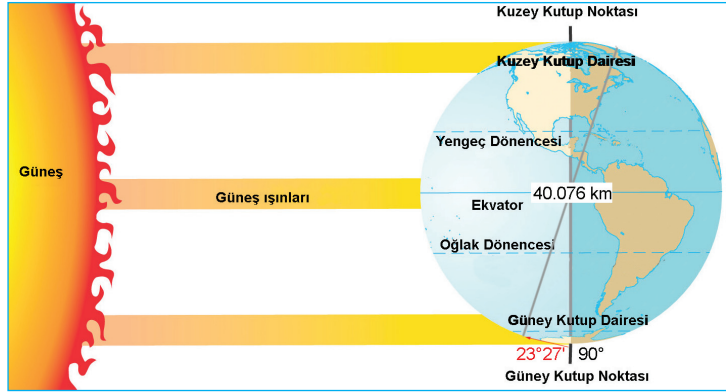 Kuzey Kutup Noktası
Kuzey Kutup Dairesi
Yengeç Dönencesi
Güneş
Güneş ışınları
40.076 km
Ekvator
Oğlak Dönencesi
Güney Kutup Dairesi
23°27' 90°
Güney Kutup Noktası